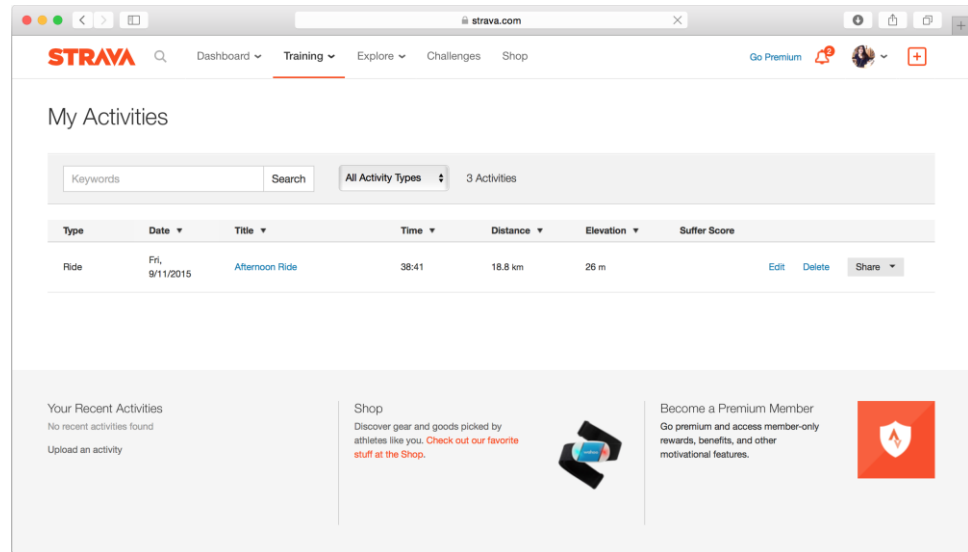 strava.com
STRAVA Dashboard Training Explore Challenges Shop Go Premium 2
My Activities
Keywords Search All Activity Types 3 Activities
Type Date Title Time Distance Elevation Suffer Score
Ride Fri, 9/11/2015 Afternoon Ride 38:41 18.8 km 26 m Edit Delete Share
Your Recent Activities
No recent activities found
Upload an activity
Shop
Discover gear and goods picked by
athletes like you. Check out our favorite
stuff at the Shop.
Become a Premium Member
Go premium and access member-only
rewards, benefits, and other
motivational features.